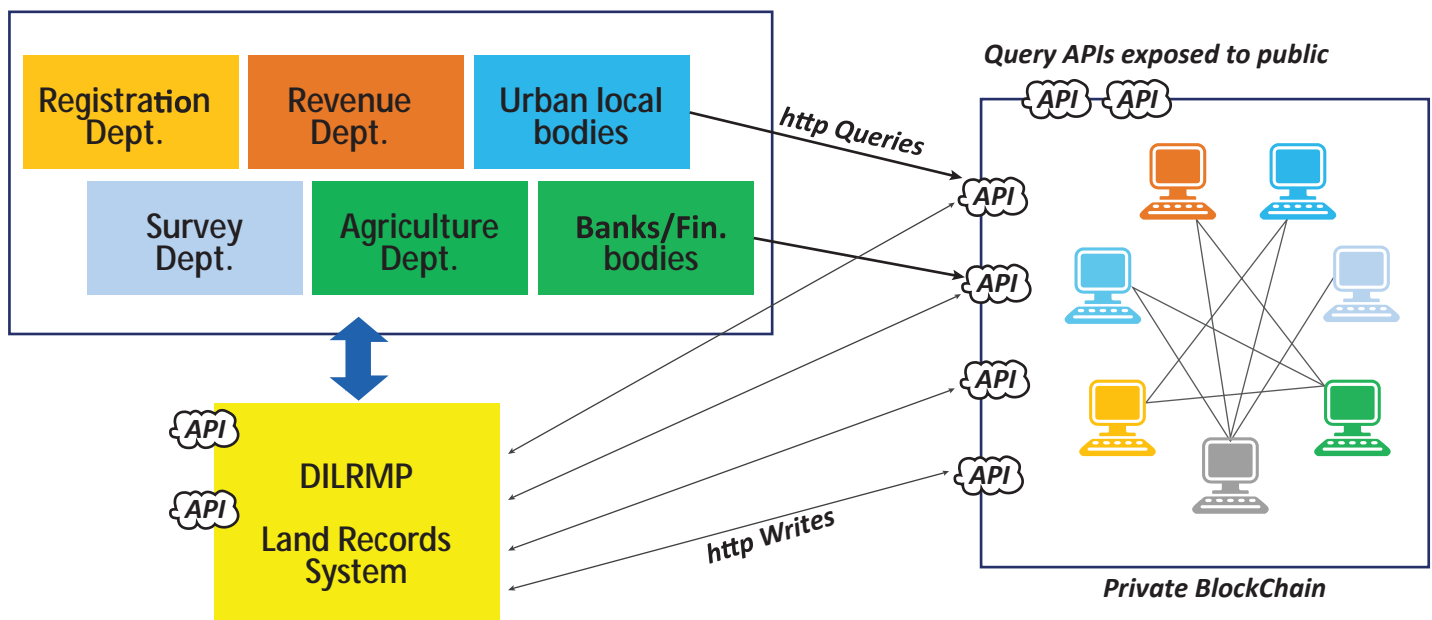 Registration
Dept.
Revenue
Dept.
Urban local
bodies
Survey
Dept.
Agriculture
Dept.
Banks/Fin.
bodies
http Queries
Query APIs exposed to public
API
API
API
API
API
API
API
API
DILRMP
Land Records
System
http Writes
Private BlockChain